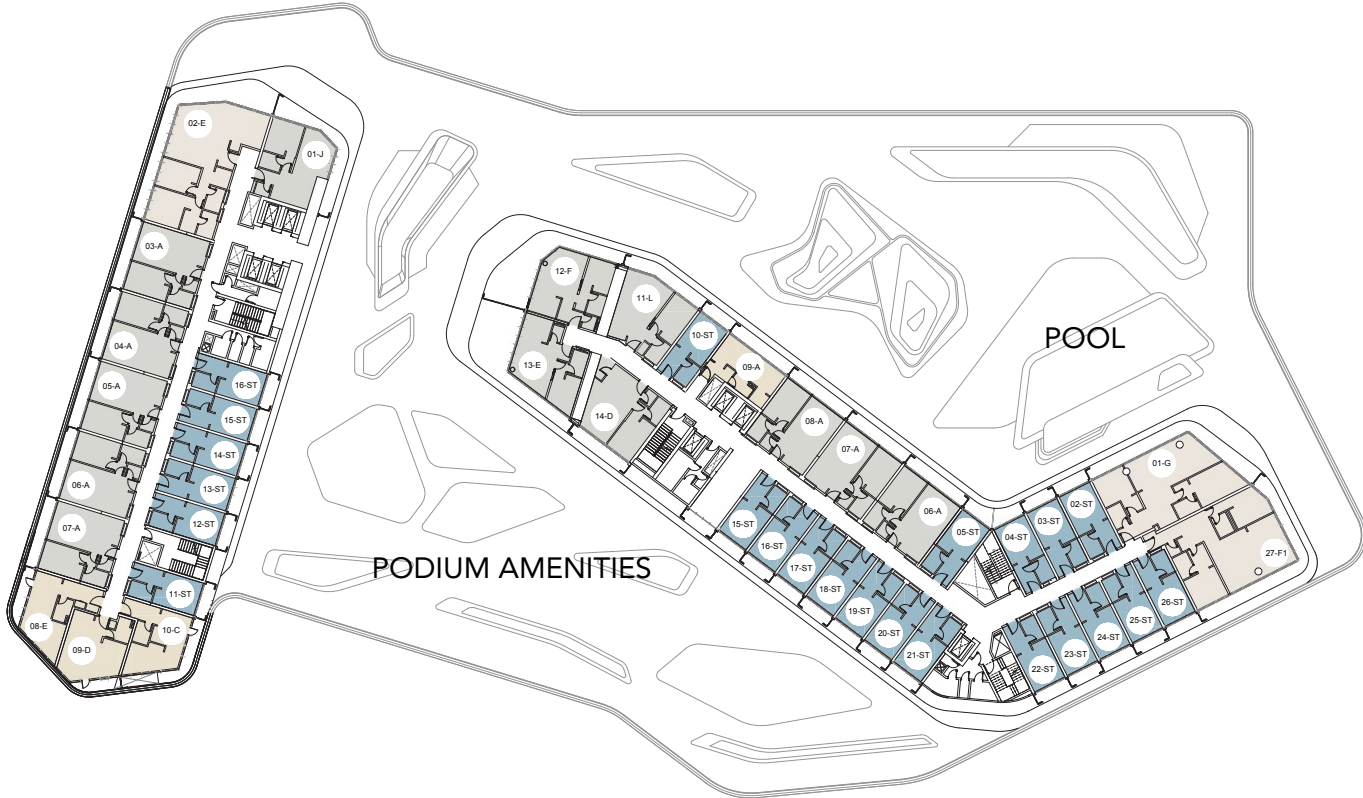 02-E
01-J
03-A
04-A
05-A
06-A
07-A
08-E
09-D
10-C
11-ST
12-ST
13-ST
14-ST
15-ST
16-ST
12-F
11-L
10-ST
09-A
13-E
14-D
08-A
07-A
06-A
05-ST
04-ST
03-ST
02-ST
01-G
27-F1
15-ST
16-ST
17-ST
18-ST
19-ST
20-ST
21-ST
22-ST
23-ST
24-ST
25-ST
26-ST
POOL
PODIUM AMENITIES